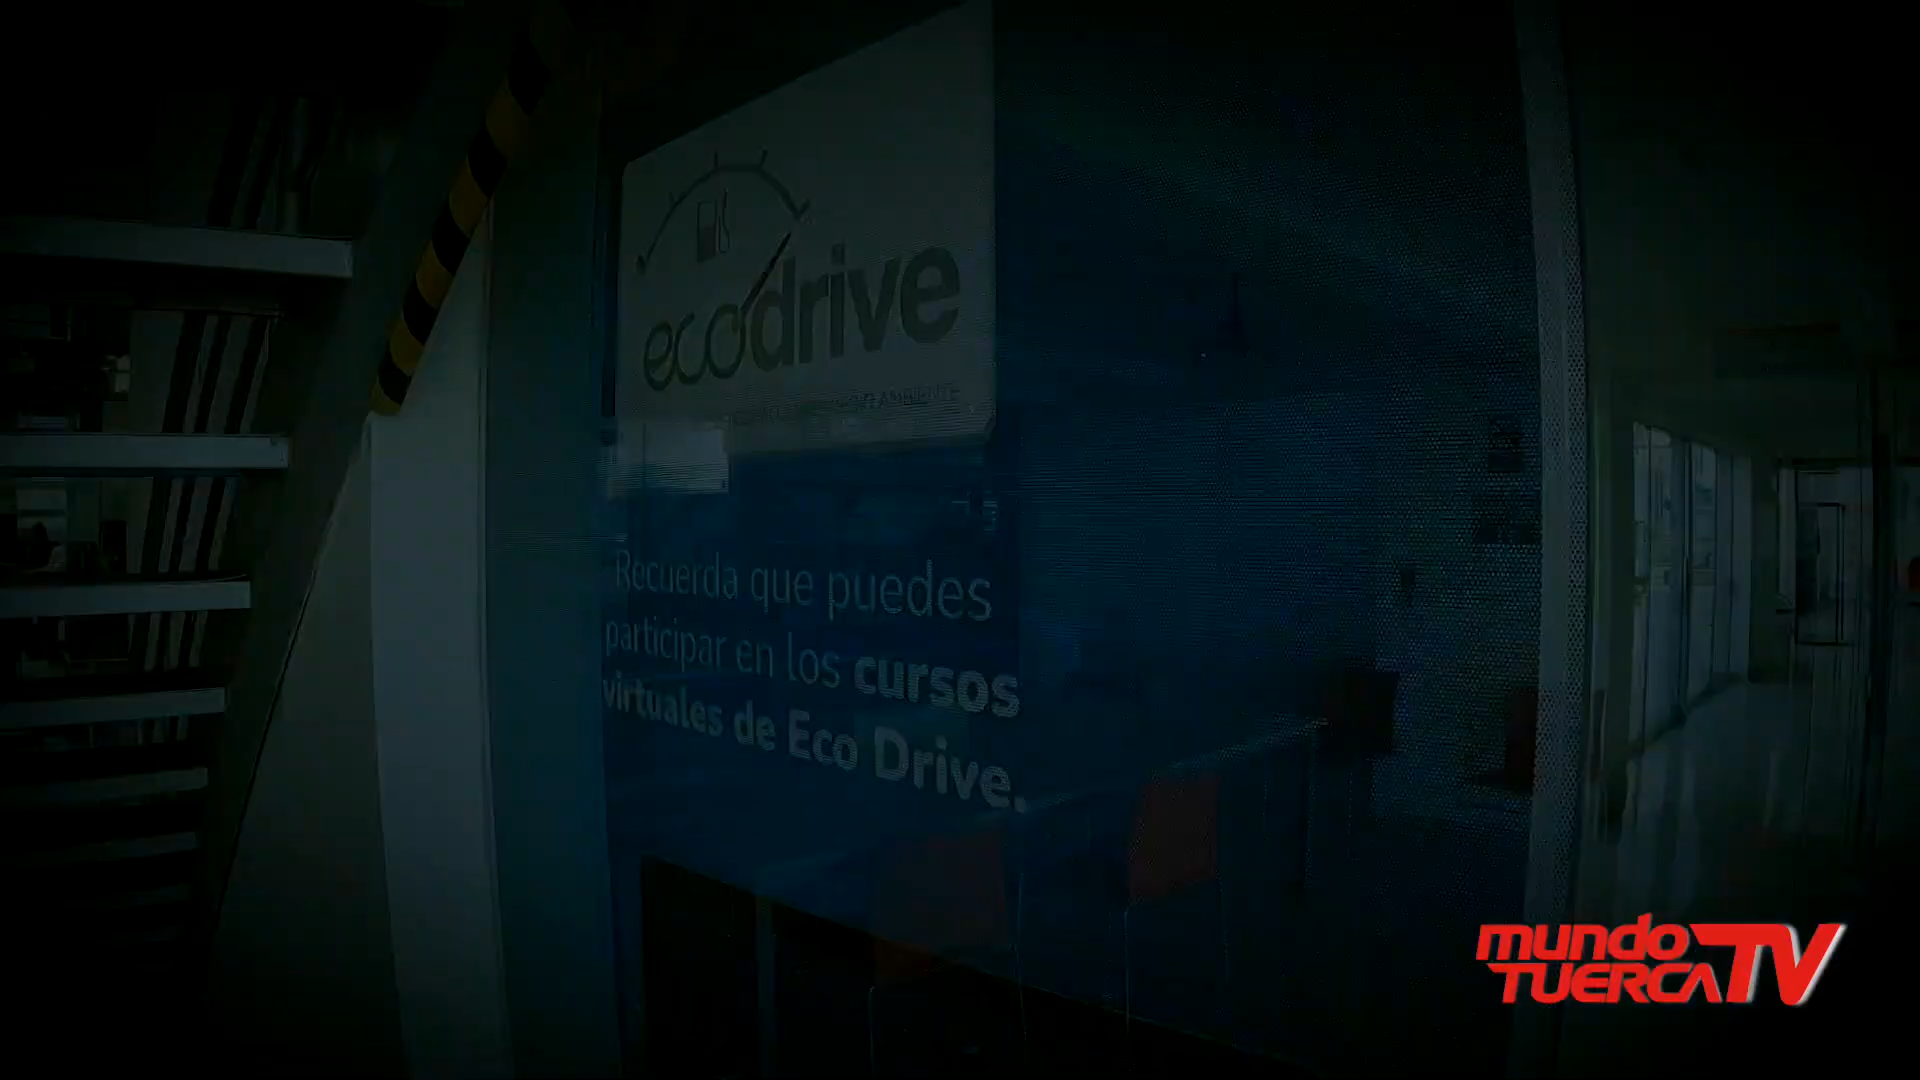 ecodrive
Recuerda que puedes
participar en los cursos
virtuales de Eco Drive.
mundo
TUERCA TV